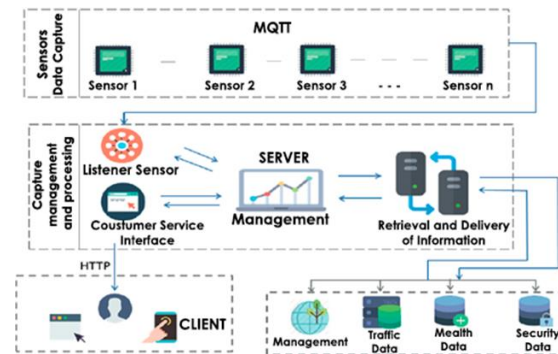 Sensors
Data Capture
MQTT
Sensor 1
Sensor 2
Sensor 3
...
Sensor n
Capture
management
and processing
Listener Sensor
SERVER
Management
Coustumer Service
Interface
Retrieval and Delivery
of Information
HTTP
CLIENT
Management
Traffic
Data
Mealth
Data
Security
Data